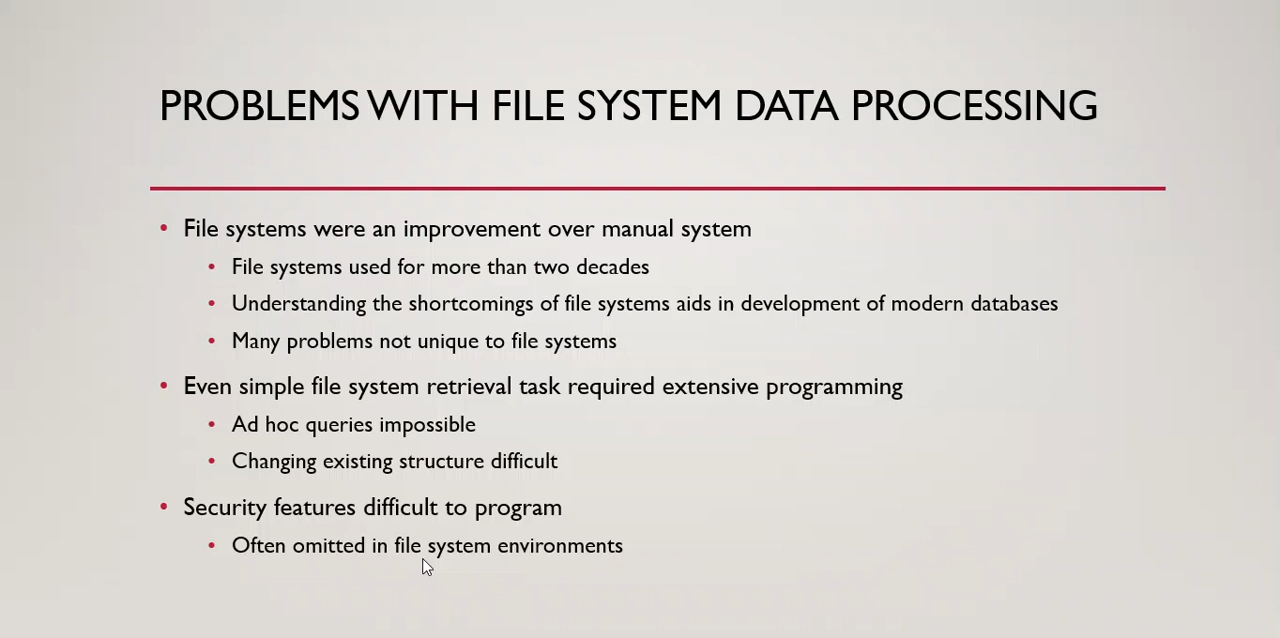 PROBLEMS WITH FILE SYSTEM DATA PROCESSING
• File systems were an improvement over manual system
• File systems used for more than two decades
• Understanding the shortcomings of file systems aids in development of modern databases
• Many problems not unique to file systems
• Even simple file system retrieval task required extensive programming
• Ad hoc queries impossible
• Changing existing structure difficult
• Security features difficult to program
• Often omitted in file system environments